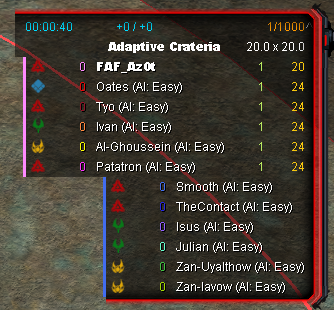 00:00:40 +0 / +0 1/1000
Adaptive Crateria 20.0 x 20.0
0 FAF_Az0t 1 20
0 Oates (AI: Easy) 1 24
0 Tyo (AI: Easy) 1 24
0 Ivan (AI: Easy) 1 24
0 Al-Ghoussein (AI: Easy) 1 24
0 Patatron (AI: Easy) 1 24
0 Smooth (AI: Easy)
0 TheContact (AI: Easy)
0 Isus (AI: Easy)
0 Julian (AI: Easy)
0 Zan-Uyalthow (AI: Easy)
0 Zan-Iavow (AI: Easy)